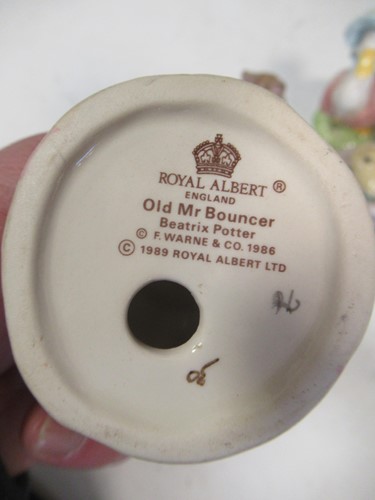 ROYAL ALBERT ®
ENGLAND
Old Mr Bouncer
Beatrix Potter
© F. WARNE & CO. 1986
© 1989 ROYAL ALBERT LTD